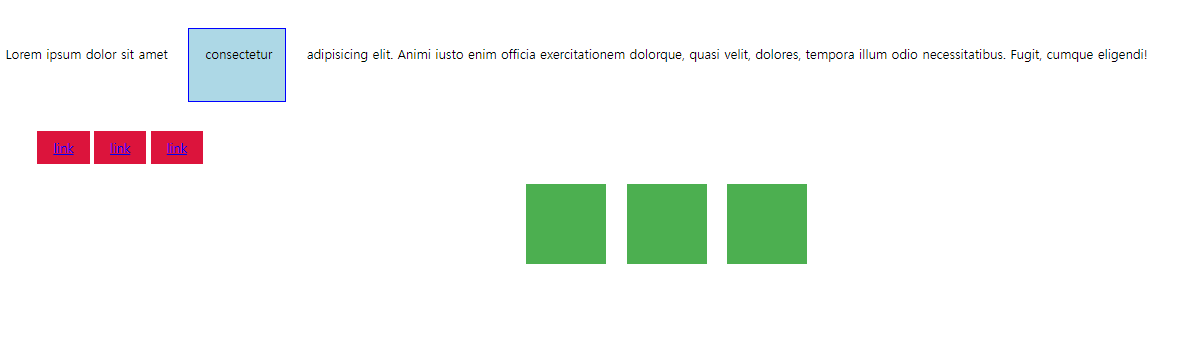 Lorem ipsum dolor sit amet consectetur adipisicing elit. Animi iusto enim officia exercitationem dolorque, quasi velit, dolores, tempora illum odio necessitatibus. Fugit, cumque eligendi!
link link link